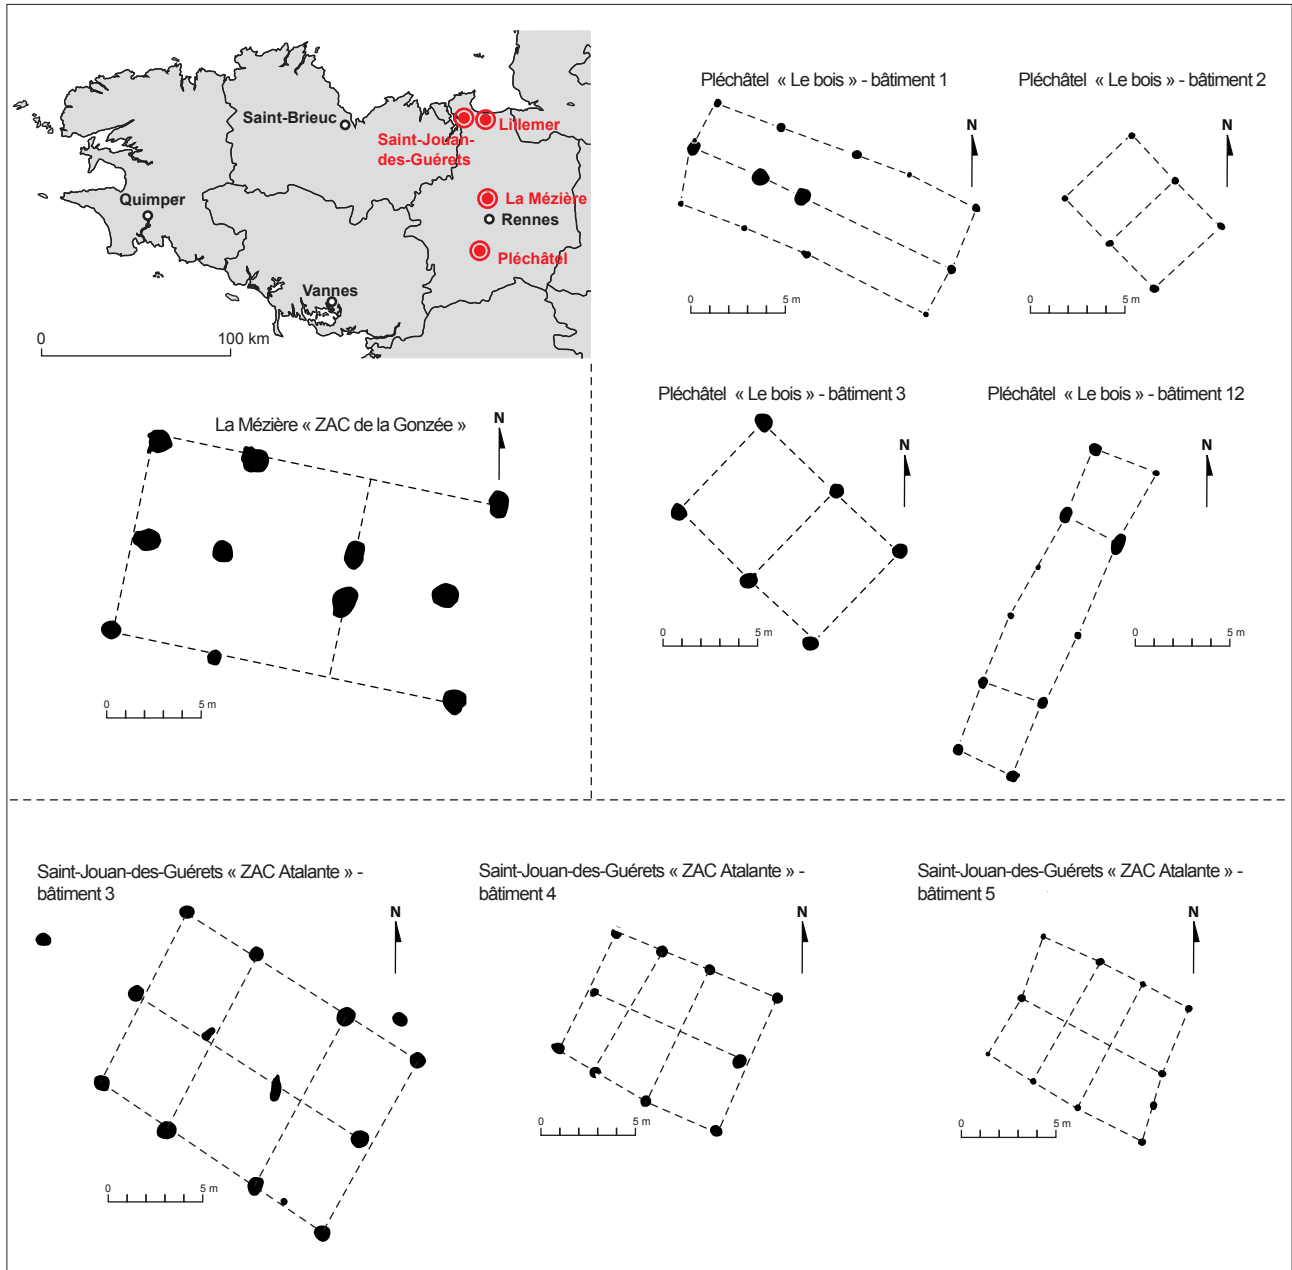 Saint-Brieuc
Lillemer
Saint-Jouan-
des-Guérets
Quimper
La Mézière
Rennes
Pléchâtel
Vannes
0 100 km
Pléchâtel « Le bois » - bâtiment 1
N
0 5 m
Pléchâtel « Le bois » - bâtiment 2
N
0 5 m
La Mézière « ZAC de la Gonzée »
N
0 5 m
Pléchâtel « Le bois » - bâtiment 3
N
0 5 m
Pléchâtel « Le bois » - bâtiment 12
N
0 5 m
Saint-Jouan-des-Guérets « ZAC Atalante » -
bâtiment 3
N
0 5 m
Saint-Jouan-des-Guérets « ZAC Atalante » -
bâtiment 4
N
0 5 m
Saint-Jouan-des-Guérets « ZAC Atalante » -
bâtiment 5
N
0 5 m